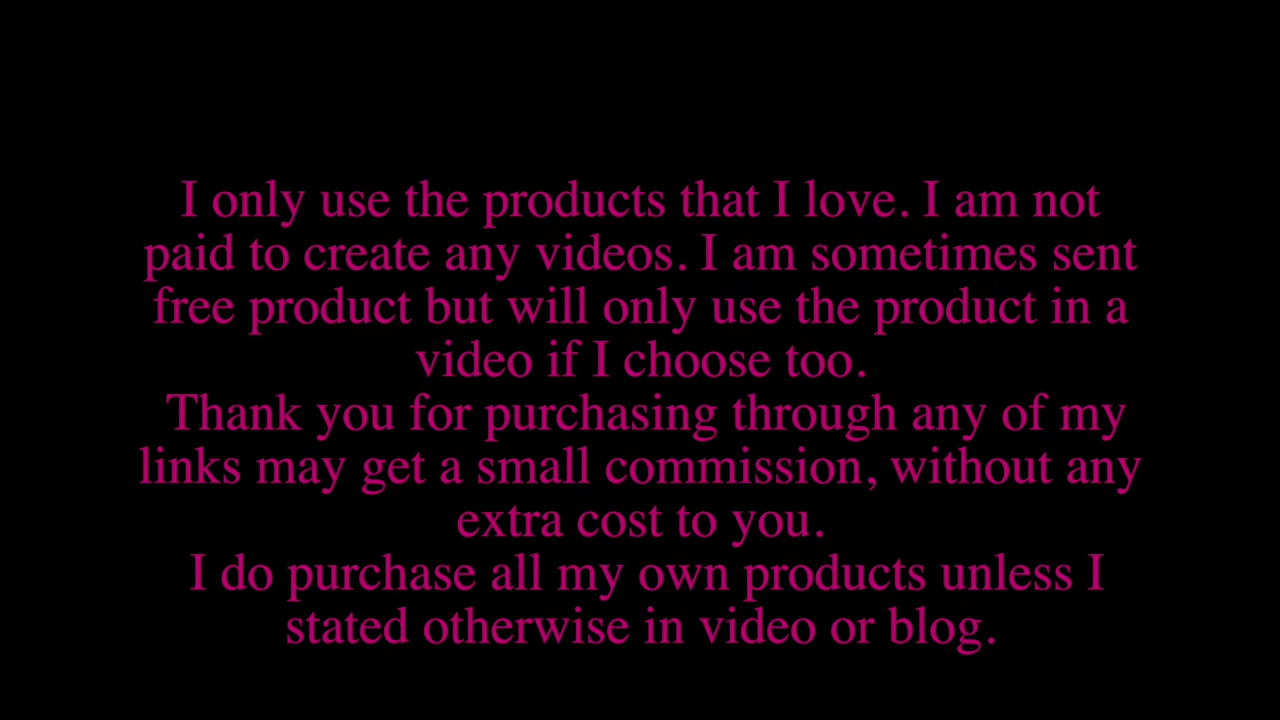 I only use the products that I love. I am not
paid to create any videos. I am sometimes sent
free product but will only use the product in a
video if I choose too.
Thank you for purchasing through any of my
links may get a small commission, without any
extra cost to you.
I do purchase all my own products unless I
stated otherwise in video or blog.